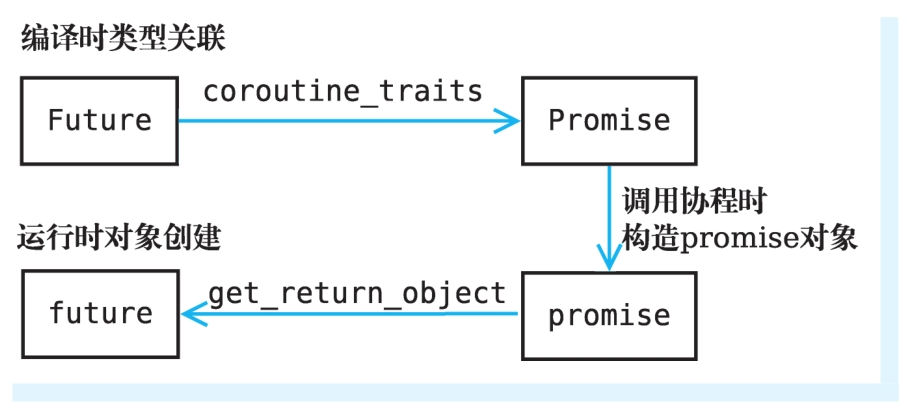 编译时类型关联
coroutine_traits
Future
Promise
调用协程时
构造promise对象
运行时对象创建
get_return_object
future
promise